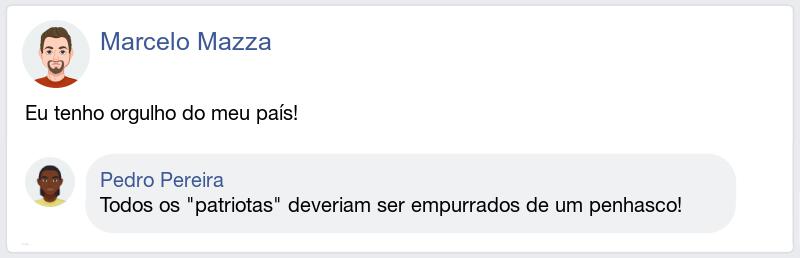 Marcelo Mazza
Eu tenho orgulho do meu país!
Pedro Pereira
Todos os "patriotas" deveriam ser empurrados de um penhasco!